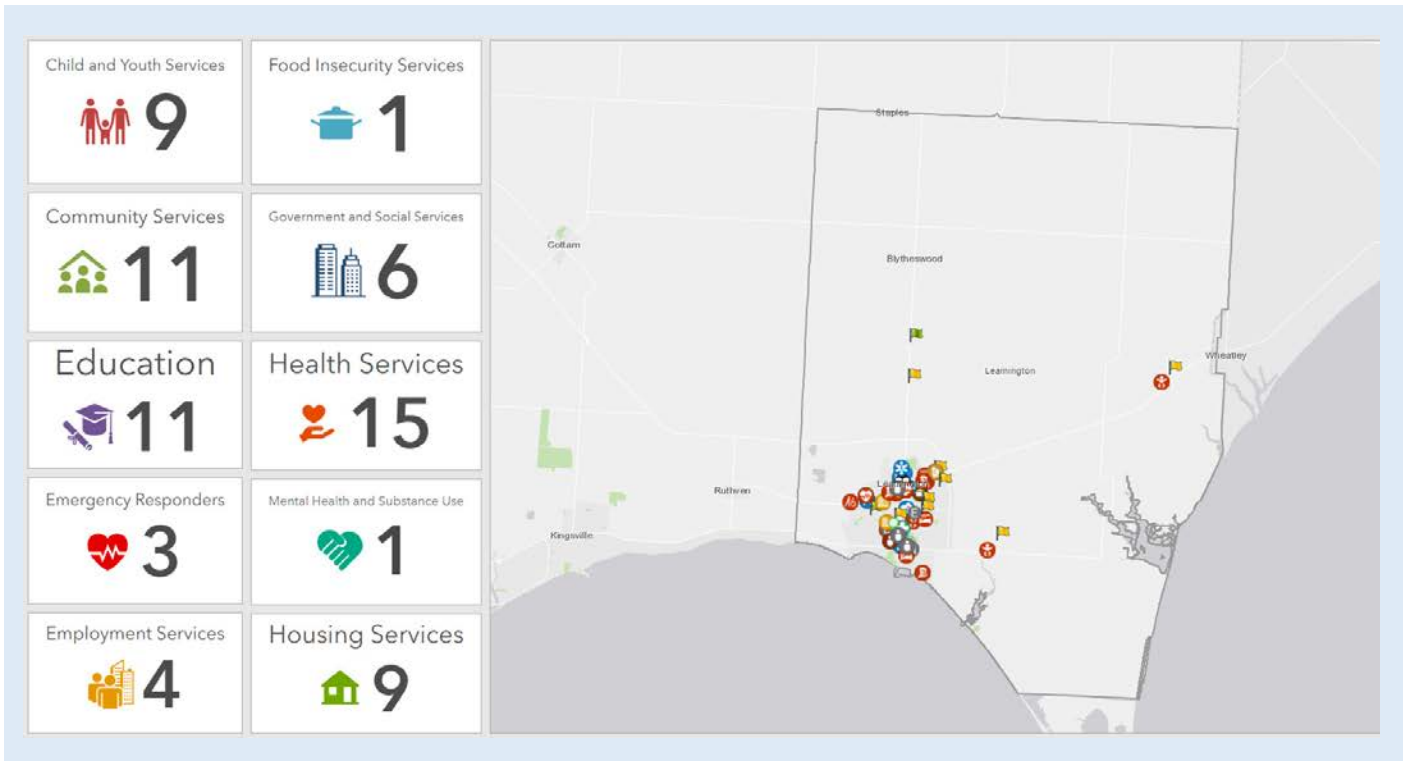 Child and Youth Services
9
Food Insecurity Services
1
Community Services
11
Government and Social Services
6
Education
11
Health Services
15
Emergency Responders
3
Mental Health and Substance Use
1
Employment Services
4
Housing Services
9
Staples
Cottam
Blytheswood
Wheatley
Leamington
Leamington
Ruthven
Kingsville